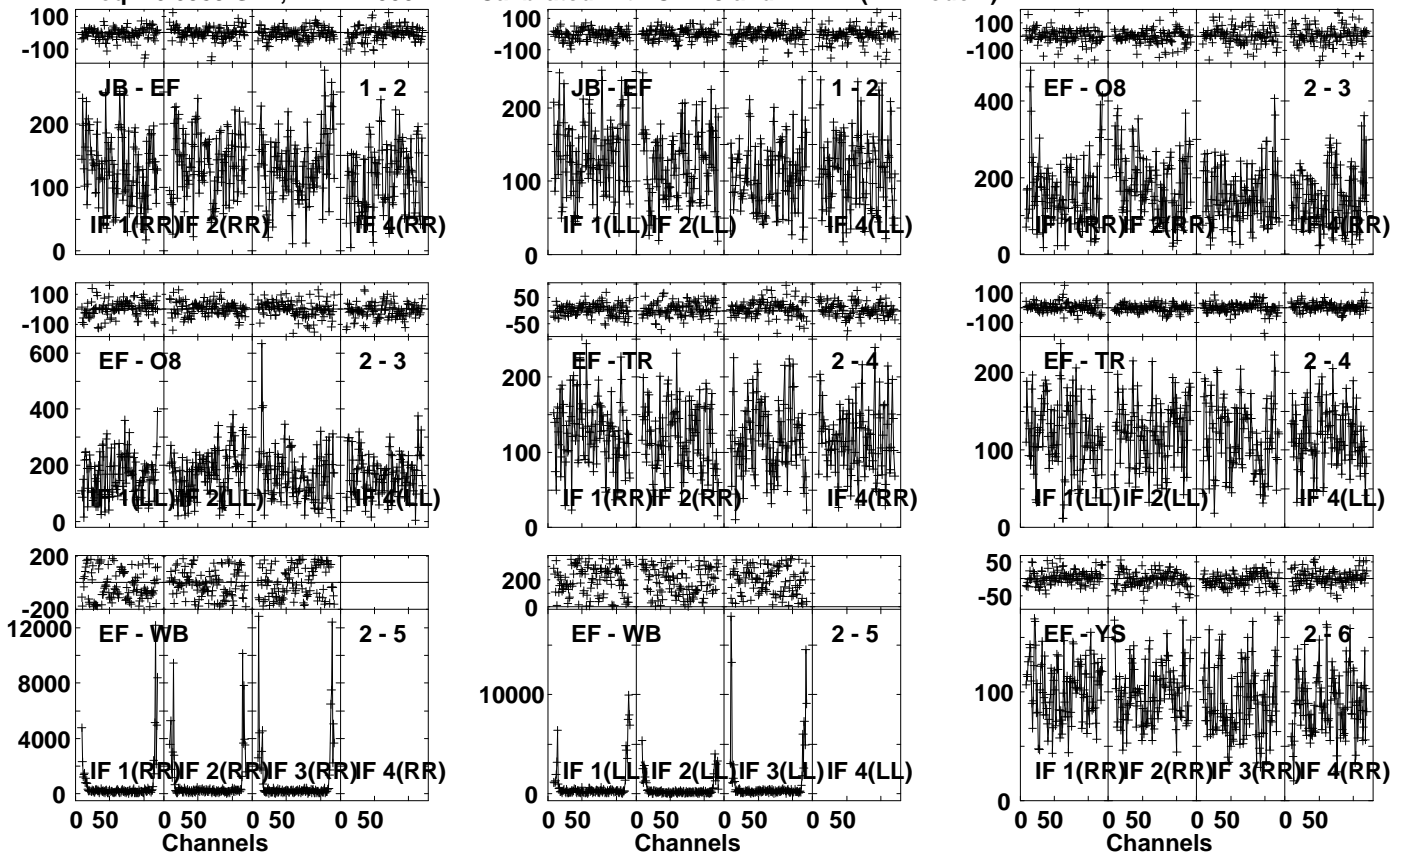 100
-100
JB - EF 1 - 2
200
100
0
IF 1(RR) IF 2(RR) IF 4(RR)
100
-100
JB - EF 1 - 2
200
100
0
IF 1(LL) IF 2(LL) IF 4(LL)
100
-100
EF - O8 2 - 3
400
200
0
IF 1(RR) IF 2(RR) IF 4(RR)
100
-100
600
EF - O8 2 - 3
400
200
0
IF 1(LL) IF 2(LL) IF 4(LL)
50
-50
EF - TR 2 - 4
200
100
0
IF 1(RR) IF 2(RR) IF 4(RR)
100
-100
EF - TR 2 - 4
200
100
0
IF 1(LL) IF 2(LL) IF 4(LL)
200
0
-200
12000
EF - WB 2 - 5
8000
4000
0
IF 1(RR) IF 2(RR) IF 3(RR) IF 4(RR)
0 50 0 50 0 50 0 50
Channels
200
0
EF - WB 2 - 5
10000
0
IF 1(LL) IF 2(LL) IF 3(LL) IF 4(LL)
0 50 0 50 0 50 0 50
Channels
50
-50
EF - YS 2 - 6
100
0
IF 1(RR) IF 2(RR) IF 3(RR) IF 4(RR)
0 50 0 50 0 50 0 50
Channels